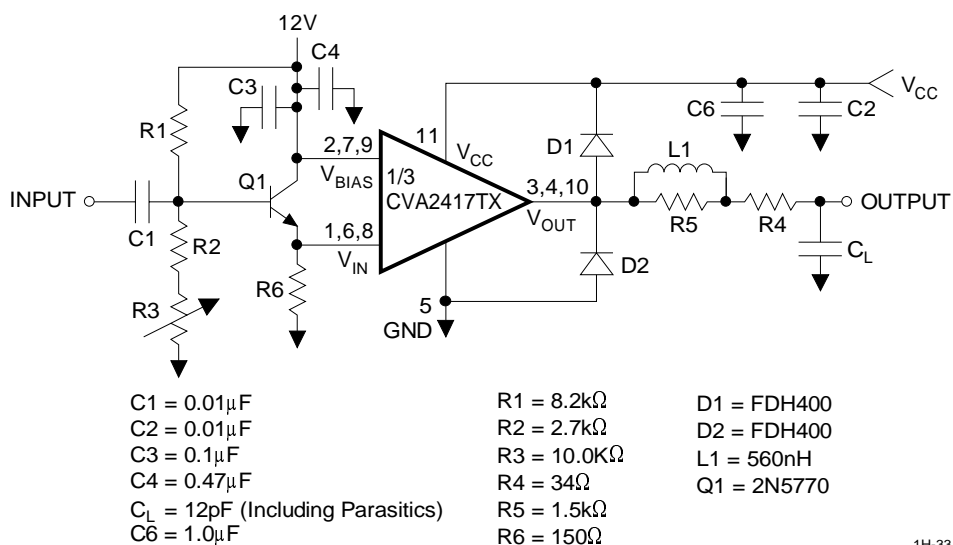 12V
C4
C3
R1
11
C6
C2
V_CC
D1
L1
2,7,9
V_CC
V_BIAS
1/3
CVA2417TX
Q1
3,4,10
INPUT
OUTPUT
V_OUT
R5
R4
C1
R2
1,6,8
V_IN
D2
C_L
R6
R3
5
GND
C1 = 0.01μF
C2 = 0.01μF
C3 = 0.1μF
C4 = 0.47μF
C_L = 12pF (Including Parasitics)
C6 = 1.0μF
R1 = 8.2kΩ
R2 = 2.7kΩ
R3 = 10.0KΩ
R4 = 34Ω
R5 = 1.5kΩ
R6 = 150Ω
D1 = FDH400
D2 = FDH400
L1 = 560nH
Q1 = 2N5770
1H-33